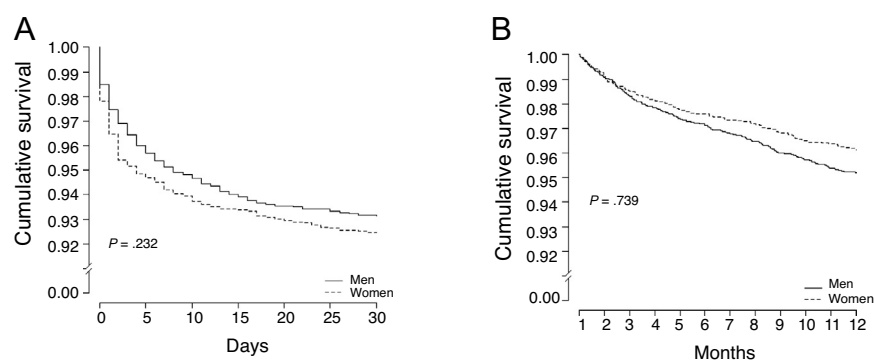 A
Cumulative survival
1.00
0.99
0.98
0.97
0.96
0.95
0.94
0.93
0.92
0.00
P = .232
Men
Women
0 5 10 15 20 25 30
Days
B
Cumulative survival
1.00
0.99
0.98
0.97
0.96
0.95
0.94
0.93
0.92
0.00
P = .739
Men
Women
1 2 3 4 5 6 7 8 9 10 11 12
Months